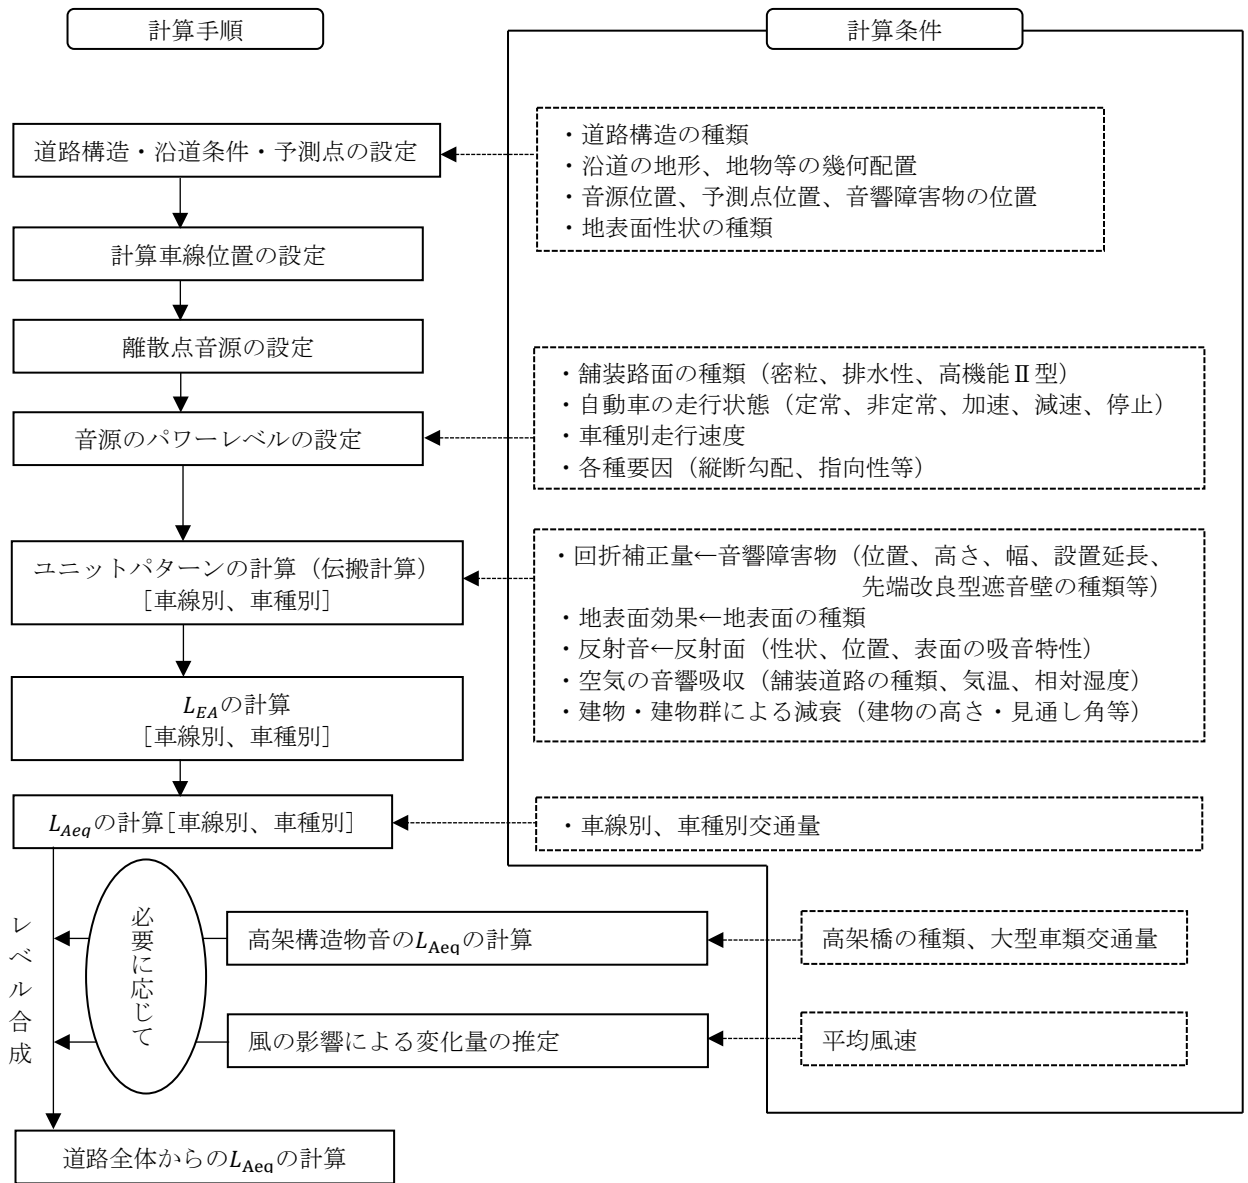 計算手順
計算条件
道路構造・沿道条件・予測点の設定
・道路構造の種類
・沿道の地形、地物等の幾何配置
・音源位置、予測点位置、音響障害物の位置
・地表面性状の種類
計算車線位置の設定
離散点音源の設定
音源のパワーレベルの設定
・舗装路面の種類（密粒、排水性、高機能Ⅱ型）
・自動車の走行状態（定常、非定常、加速、減速、停止）
・車種別走行速度
・各種要因（縦断勾配、指向性等）
ユニットパターンの計算（伝搬計算）
［車線別、車種別］
・回折補正量←音響障害物（位置、高さ、幅、設置延長、
先端改良型遮音壁の種類等）
・地表面効果←地表面の種類
・反射音←反射面（性状、位置、表面の吸音特性）
・空気の音響吸収（舗装道路の種類、気温、相対湿度）
・建物・建物群による減衰（建物の高さ・見通し角等）
LEAの計算
［車線別、車種別］
LAeqの計算［車線別、車種別］
・車線別、車種別交通量
レベル合成
必要に応じて
高架構造物音のLAeqの計算
高架橋の種類、大型車類交通量
風の影響による変化量の推定
平均風速
道路全体からのLAeqの計算